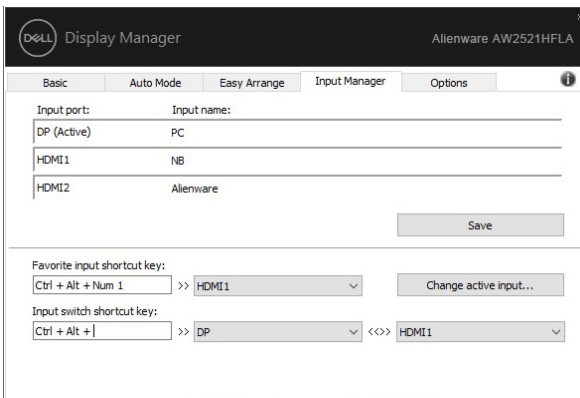 DELL Display Manager Alienware AW2521HFLA
Basic Auto Mode Easy Arrange Input Manager Options
Input port: Input name:
DP (Active) PC
HDMI1 NB
HDMI2 Alienware
Save
Favorite input shortcut key:
Ctrl + Alt + Num 1 >> HDMI1 Change active input...
Input switch shortcut key:
Ctrl + Alt + >> DP <<>> HDMI1